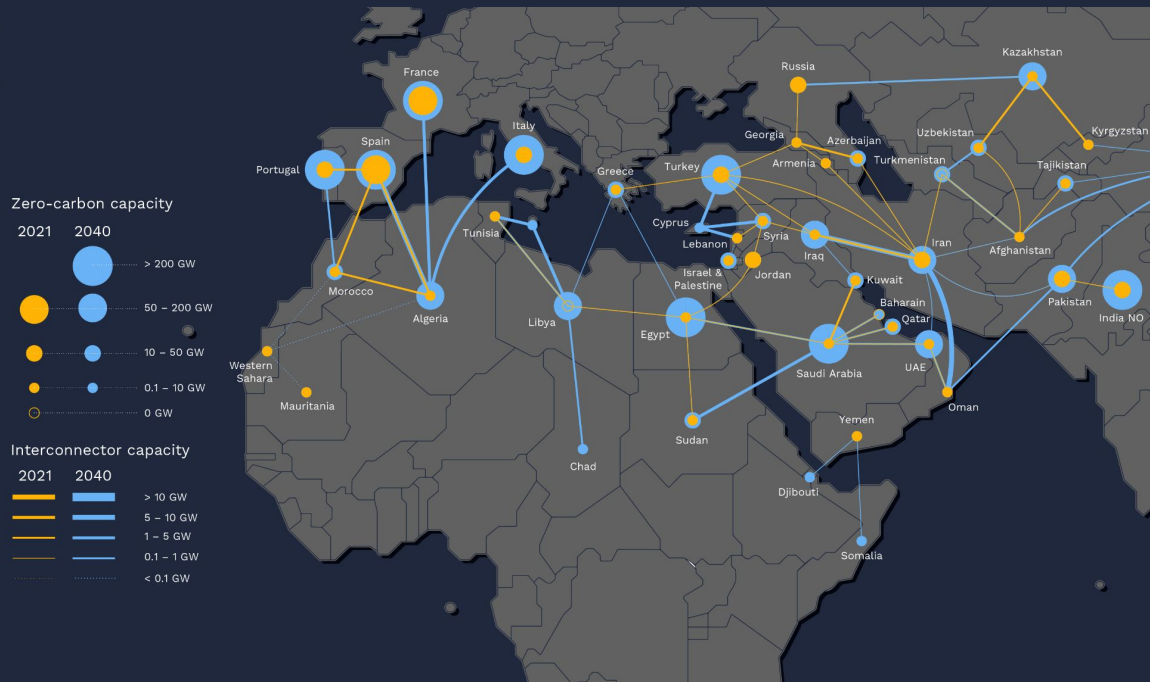 Zero-carbon capacity
2021
2040
> 200 GW
50 – 200 GW
10 – 50 GW
0.1 – 10 GW
0 GW
Interconnector capacity
2021
2040
> 10 GW
5 – 10 GW
1 – 5 GW
0.1 – 1 GW
< 0.1 GW
France
Spain
Portugal
Italy
Morocco
Algeria
Tunisia
Western
Sahara
Mauritania
Libya
Chad
Greece
Turkey
Cyprus
Lebanon
Syria
Israel &
Palestine
Jordan
Egypt
Sudan
Russia
Georgia
Armenia
Azerbaijan
Iraq
Iran
Kuwait
Baharain
Qatar
Saudi Arabia
UAE
Oman
Yemen
Djibouti
Somalia
Kazakhstan
Uzbekistan
Kyrgyzstan
Turkmenistan
Tajikistan
Afghanistan
Pakistan
India NO